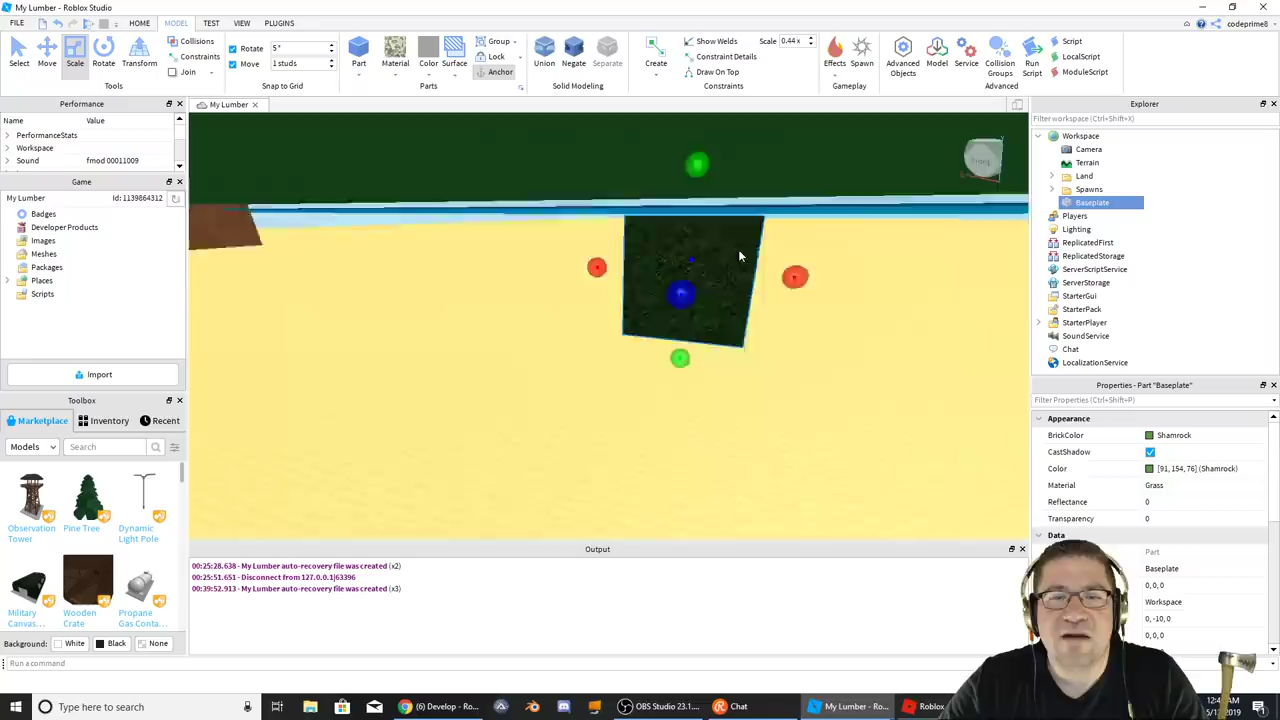 My Lumber - Roblox Studio
FILE HOME MODEL TEST VIEW PLUGINS codeprime8
Select Move Scale Rotate Transform
Collisions
Constraints
Join
Tools
Rotate 5°
Move 1 studs
Snap to Grid
Part Material Color Surface
Group
Lock
Anchor
Parts
Union Negate Separate
Solid Modeling
Create
Show Welds Scale 0.44 x
Constraint Details
Draw On Top
Constraints
Effects Spawn
Gameplay
Advanced Objects Model Service Collision Groups Run Script
Script
LocalScript
ModuleScript
Advanced
Performance
Name Value
PerformanceStats
Workspace
Sound fmod 00011009
Game
My Lumber ID: 1139864312
Badges
Developer Products
Images
Meshes
Packages
Places
Scripts
Import
Toolbox
Marketplace Inventory Recent
Models Search
Observation Tower
Pine Tree
Dynamic Light Pole
Military Canvas...
Wooden Crate
Propane Gas Conta...
Background: White Black None
My Lumber
Output
00:25:28.638 - My Lumber auto-recovery file was created (x2)
00:25:51.651 - Disconnect from 127.0.0.1|63396
00:39:52.913 - My Lumber auto-recovery file was created (x3)
Explorer
Filter workspace (Ctrl+Shift+X)
Workspace
Camera
Terrain
Land
Spawns
Baseplate
Players
Lighting
ReplicatedFirst
ReplicatedStorage
ServerScriptService
ServerStorage
StarterGui
StarterPack
StarterPlayer
SoundService
Chat
LocalizationService
Properties - Part "Baseplate"
Filter Properties (Ctrl+Shift+P)
Appearance
BrickColor Shamrock
CastShadow
Color [91, 154, 76] (Shamrock)
Material Grass
Reflectance 0
Transparency 0
Data
Part
Baseplate
0, 0, 0
Workspace
0, -10, 0
0, 0, 0
Run a command
Type here to search
(6) Develop - Ro...
OBS Studio 23.1....
Chat
My Lumber - Ro...
Roblox